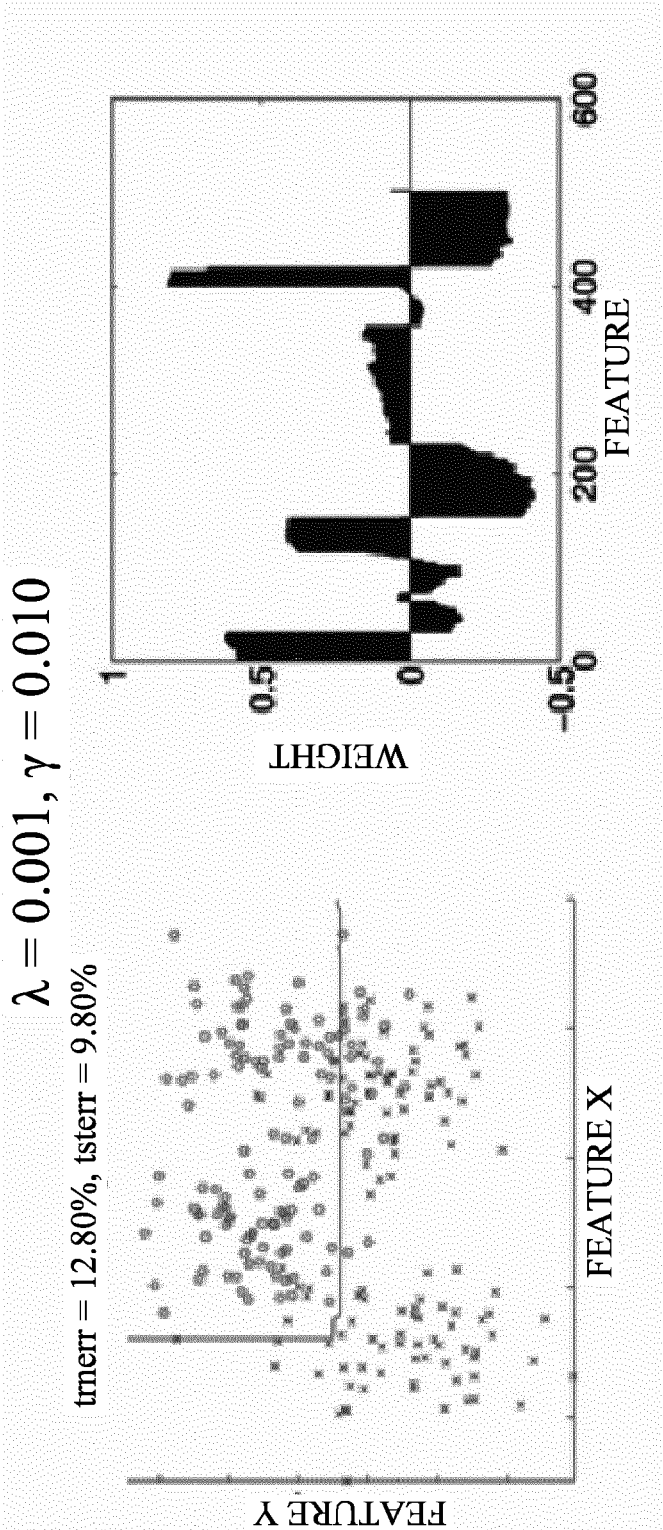 λ = 0.001, γ = 0.010
trnerr = 12.80%, tsterr = 9.80%
FEATURE Y
FEATURE X
1
0.5
0
-0.5
WEIGHT
0
200
400
600
FEATURE